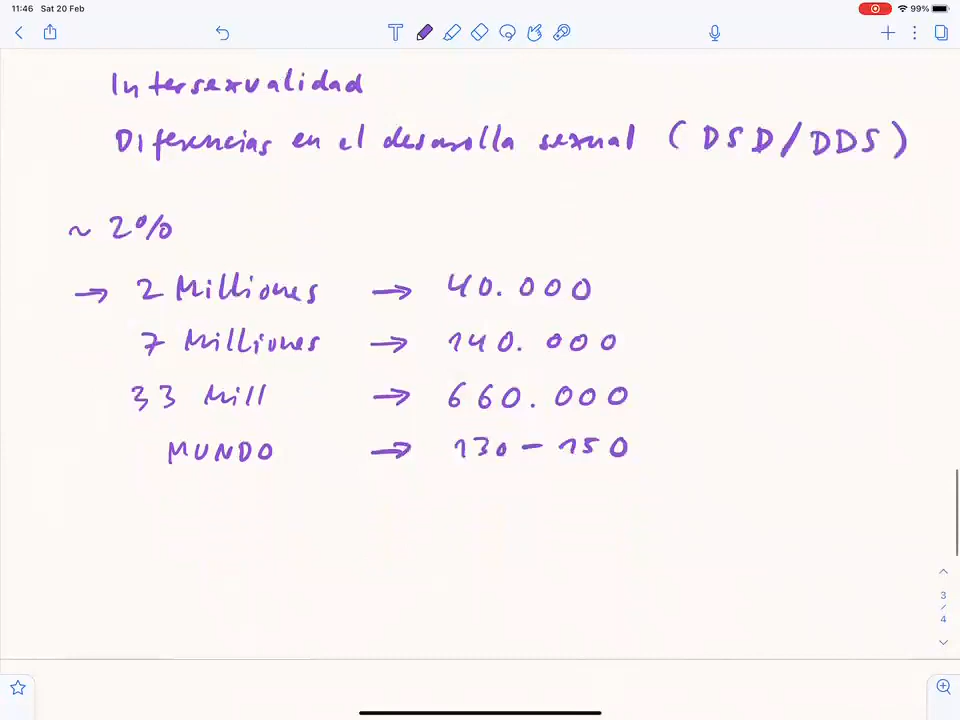 11:46 Sat 20 Feb 99%
Intersexualidad
Diferencias en el desarolla sexual (DSD/DDS)
~ 2%
→ 2 Milliones → 40.000
7 Milliones → 140.000
33 Mill → 660.000
MUNDO → 130 - 150
3
/
4